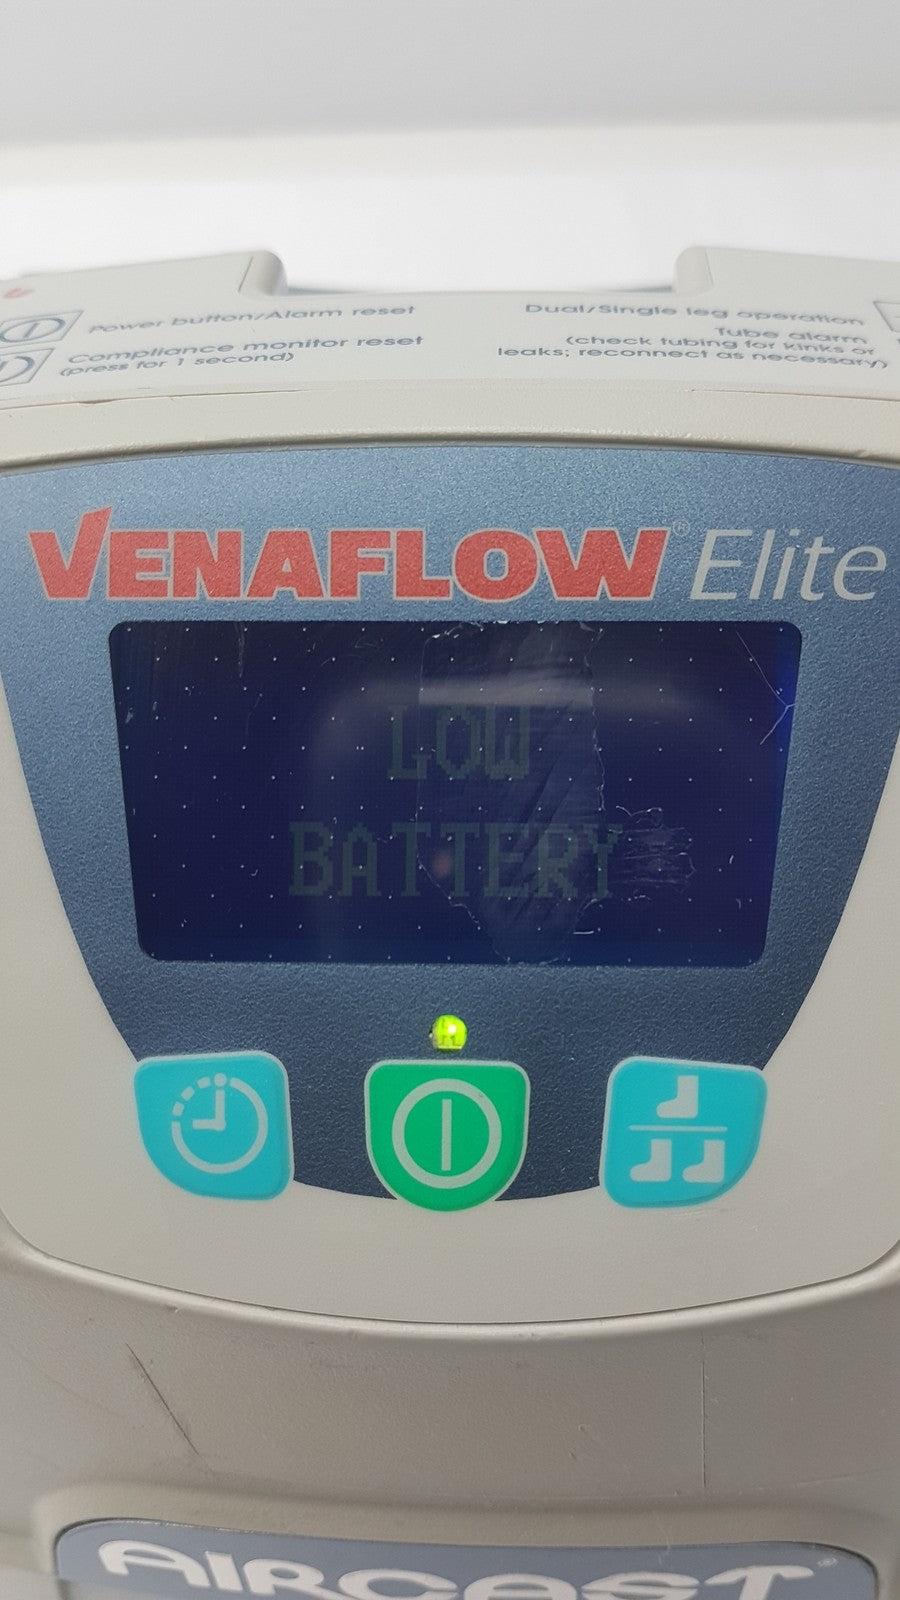 Power button/Alarm reset
Compliance monitor reset
(press for 1 second)
Dual/Single leg operation
Tube alarm
(check tubing for kinks or
leaks; reconnect as necessary)
VENAFLOW® Elite
LOW
BATTERY
AIRCAST®